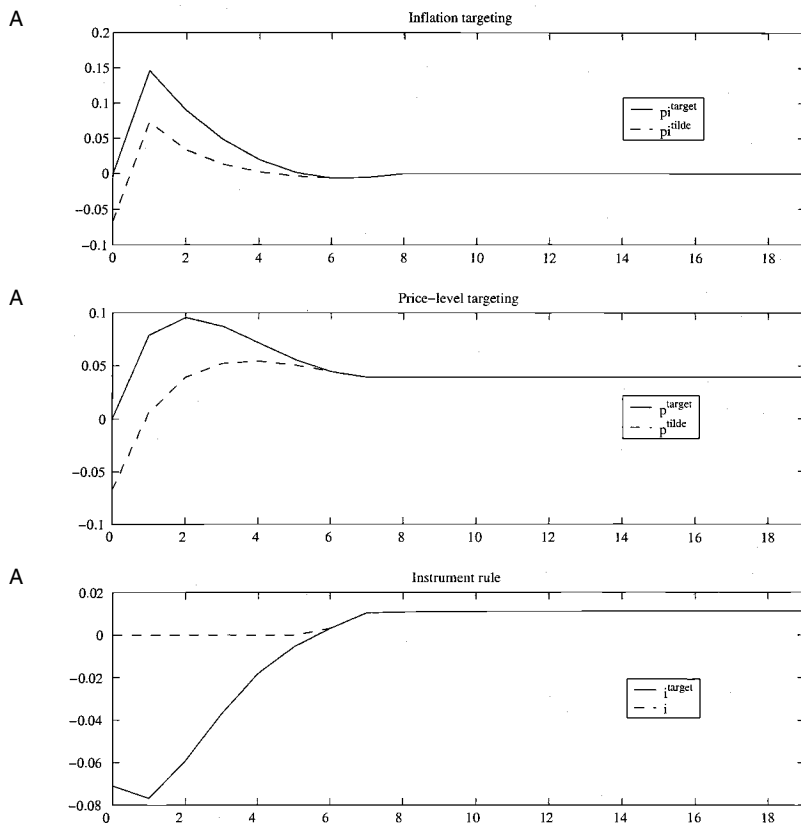 A
Inflation targeting
0.2
0.15
0.1
0.05
0
−0.05
−0.1
pi^target
pi^tilde
0 2 4 6 8 10 12 14 16 18
A
Price−level targeting
0.1
0.05
0
−0.05
−0.1
p^target
p^tilde
0 2 4 6 8 10 12 14 16 18
A
Instrument rule
0.02
0
−0.02
−0.04
−0.06
−0.08
i^target
i
0 2 4 6 8 10 12 14 16 18